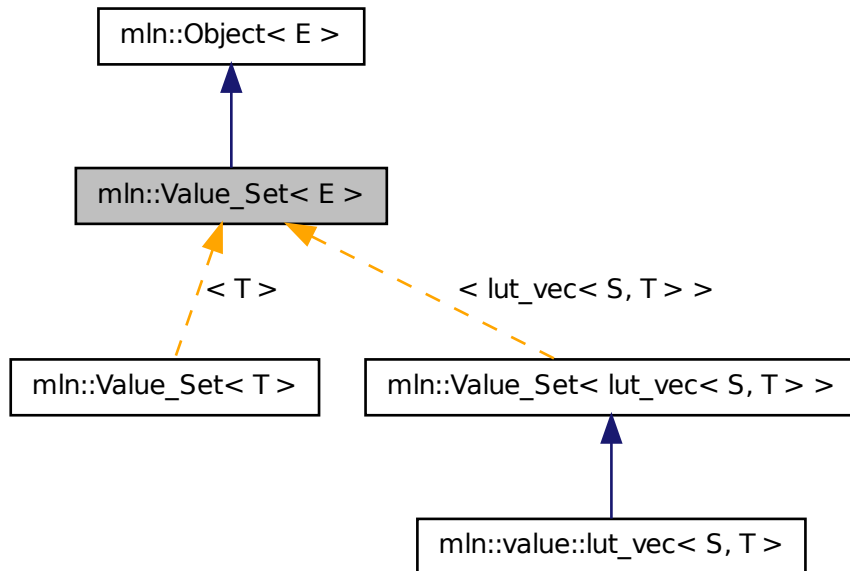 mln::Object< E >
mln::Value_Set< E >
< T >
< lut_vec< S, T > >
mln::Value_Set< T >
mln::Value_Set< lut_vec< S, T > >
mln::value::lut_vec< S, T >